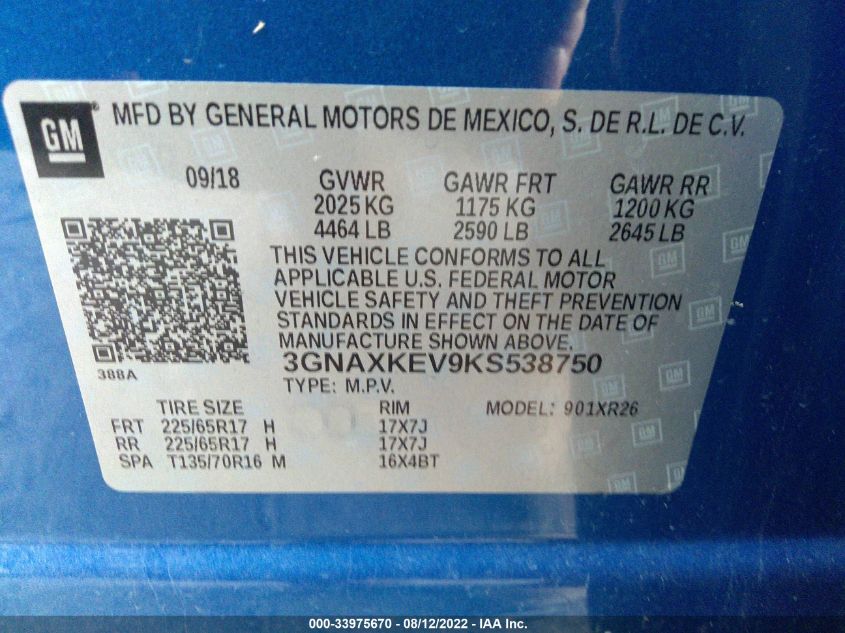 GM
MFD BY GENERAL MOTORS DE MEXICO, S. DE R.L. DE C.V.
09/18 GVWR GAWR FRT GAWR RR
2025 KG 1175 KG 1200 KG
4464 LB 2590 LB 2645 LB
THIS VEHICLE CONFORMS TO ALL
APPLICABLE U.S. FEDERAL MOTOR
VEHICLE SAFETY AND THEFT PREVENTION
STANDARDS IN EFFECT ON THE DATE OF
MANUFACTURE SHOWN ABOVE.
3GNAXKEV9KS538750
388A
TYPE: M.P.V.
TIRE SIZE RIM MODEL: 901XR26
FRT 225/65R17 H 17X7J
RR 225/65R17 H 17X7J
SPA T135/70R16 M 16X4BT
000-33975670 - 08/12/2022 - IAA Inc.